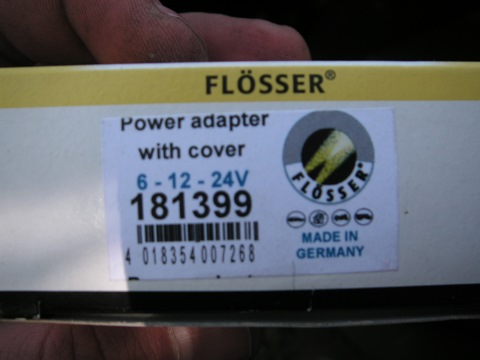 FLÖSSER®
Power adapter
with cover
6 - 12 - 24V
181399
4 018354 007268
FLÖSSER®
MADE IN
GERMANY